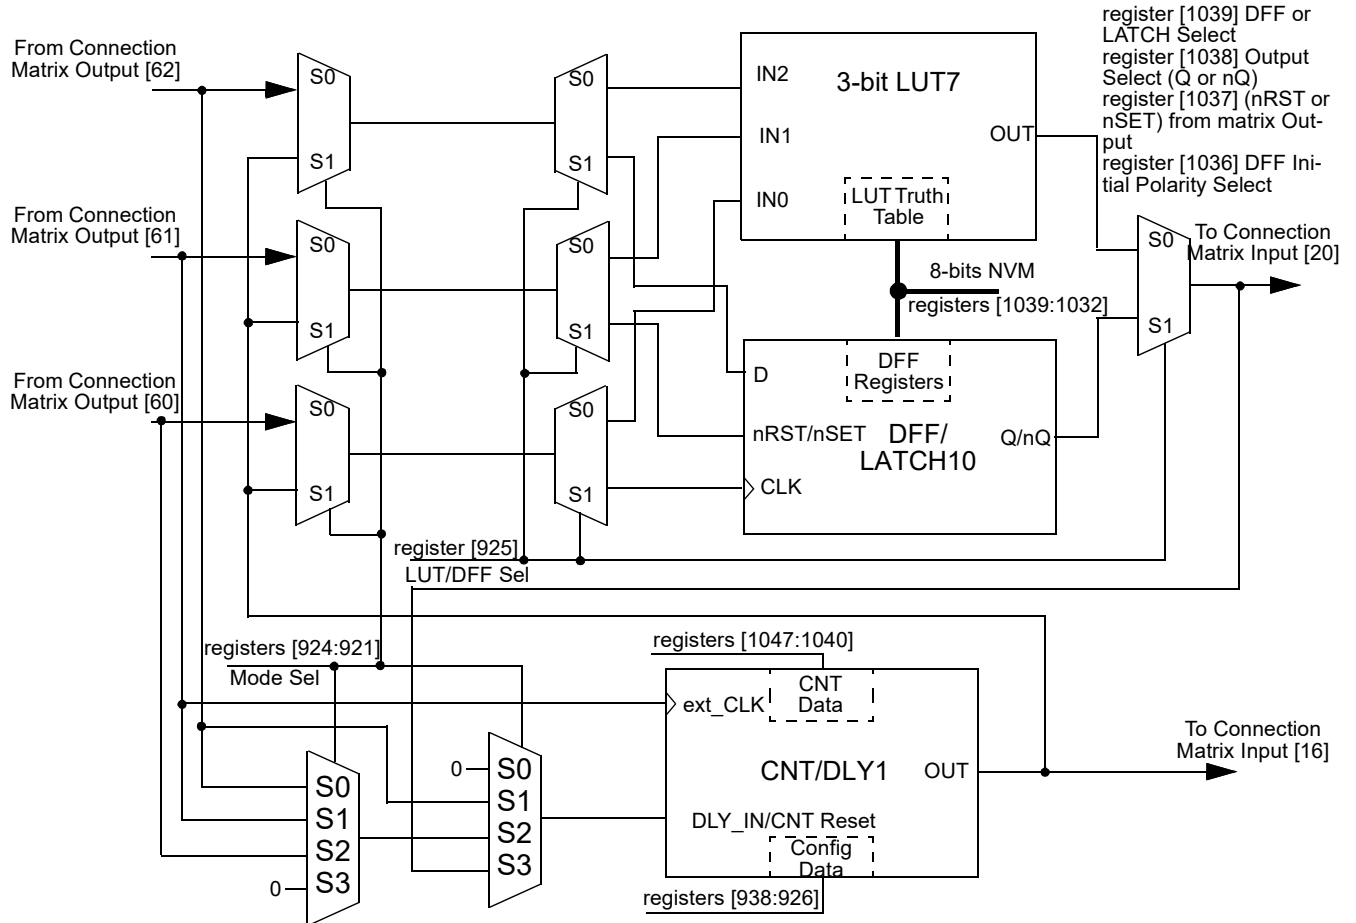 register [1039] DFF or
LATCH Select
register [1038] Output
Select (Q or nQ)
register [1037] (nRST or
nSET) from matrix Out-
put
register [1036] DFF Ini-
tial Polarity Select
From Connection
Matrix Output [62]
S0
S1
S0
S1
IN2
IN1
IN0
3-bit LUT7
OUT
LUT Truth
Table
From Connection
Matrix Output [61]
S0
S1
S0
S1
8-bits NVM
registers [1039:1032]
S0
S1
To Connection
Matrix Input [20]
From Connection
Matrix Output [60]
S0
S1
S0
S1
D
nRST/nSET
CLK
DFF
Registers
DFF/
LATCH10
Q/nQ
register [925]
LUT/DFF Sel
registers [924:921]
Mode Sel
registers [1047:1040]
ext_CLK
CNT
Data
CNT/DLY1
OUT
To Connection
Matrix Input [16]
DLY_IN/CNT Reset
Config
Data
registers [938:926]
0
S0
S1
S2
S3
S0
S1
S2
S3
0